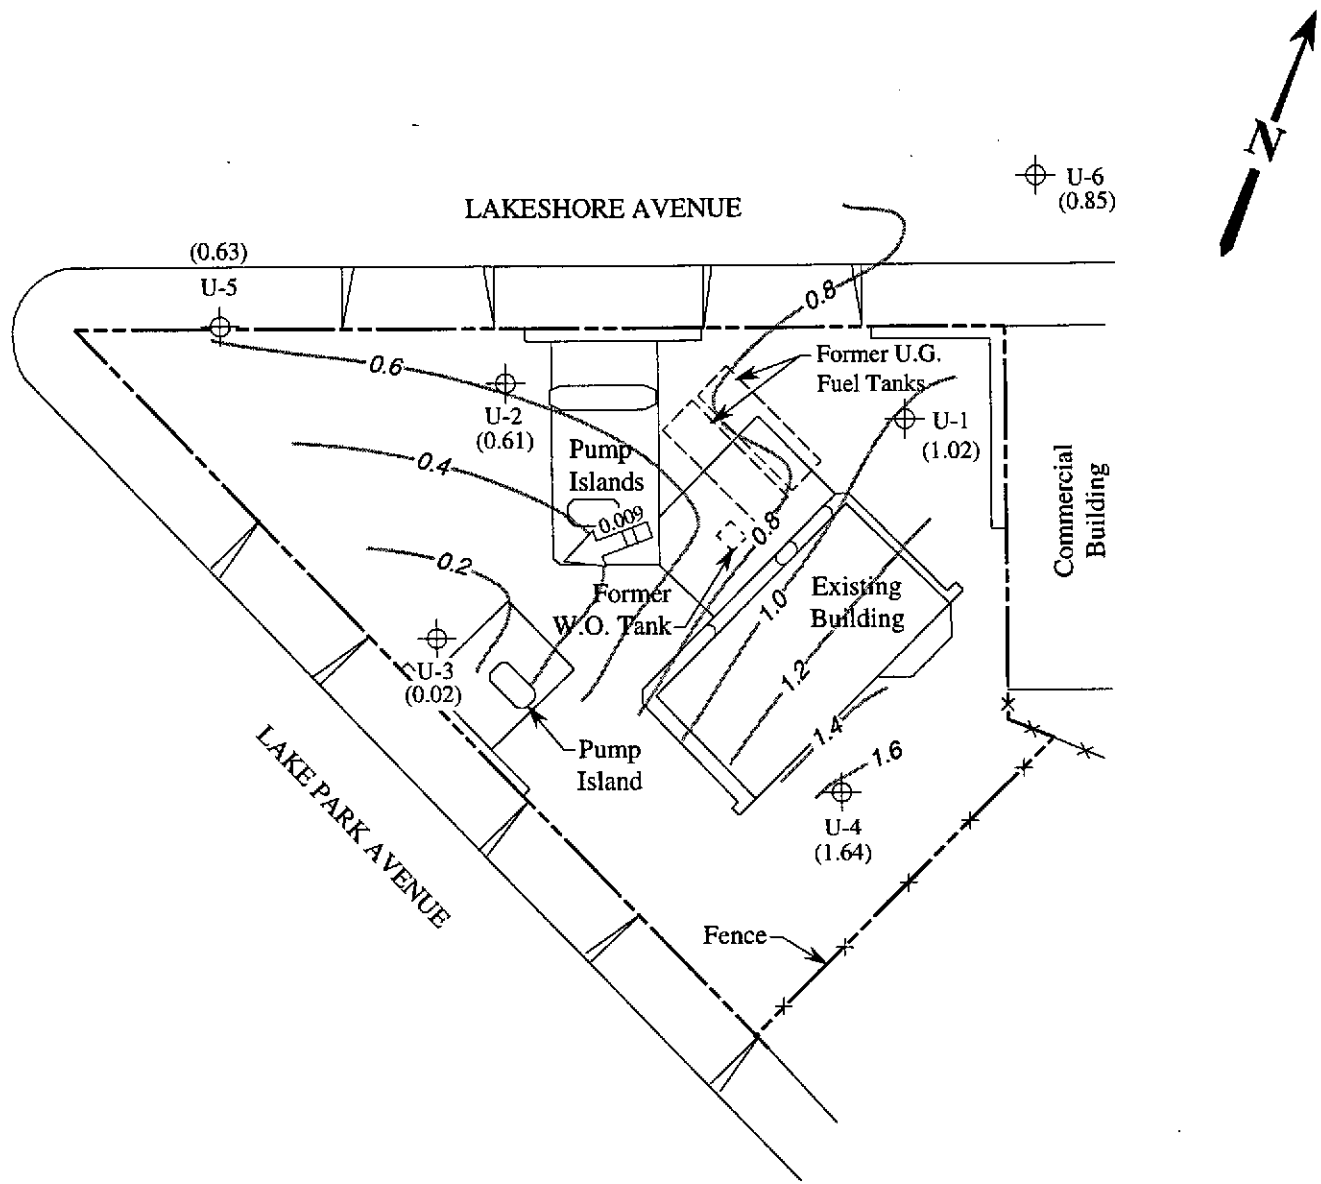 N
U-6
(0.85)
LAKESHORE AVENUE
(0.63)
U-5
0.8
0.6
Former U.G.
Fuel Tanks
U-2
(0.61)
U-1
(1.02)
Pump
Islands
0.4
Commercial
Building
0.009
0.8
0.2
Former
W.O. Tank
Existing
Building
1.0
U-3
(0.02)
1.2
1.4
1.6
Pump
Island
LAKE PARK AVENUE
U-4
(1.64)
Fence